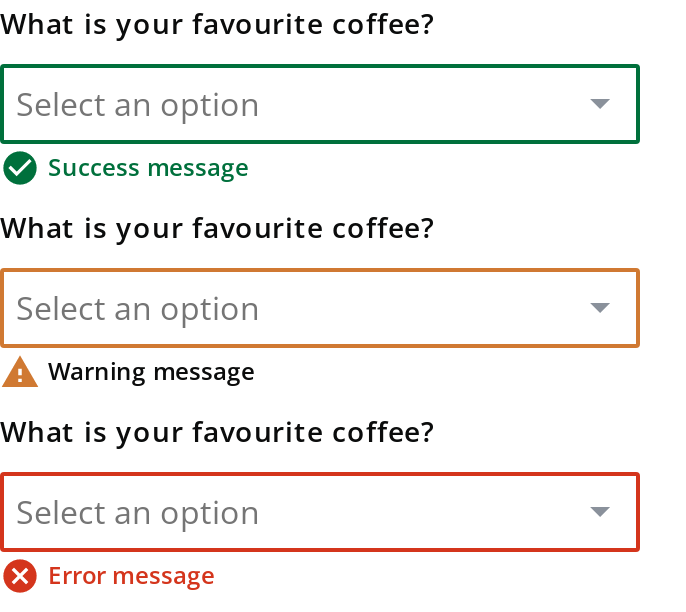 What is your favourite coffee?
Select an option
Success message
What is your favourite coffee?
Select an option
Warning message
What is your favourite coffee?
Select an option
Error message